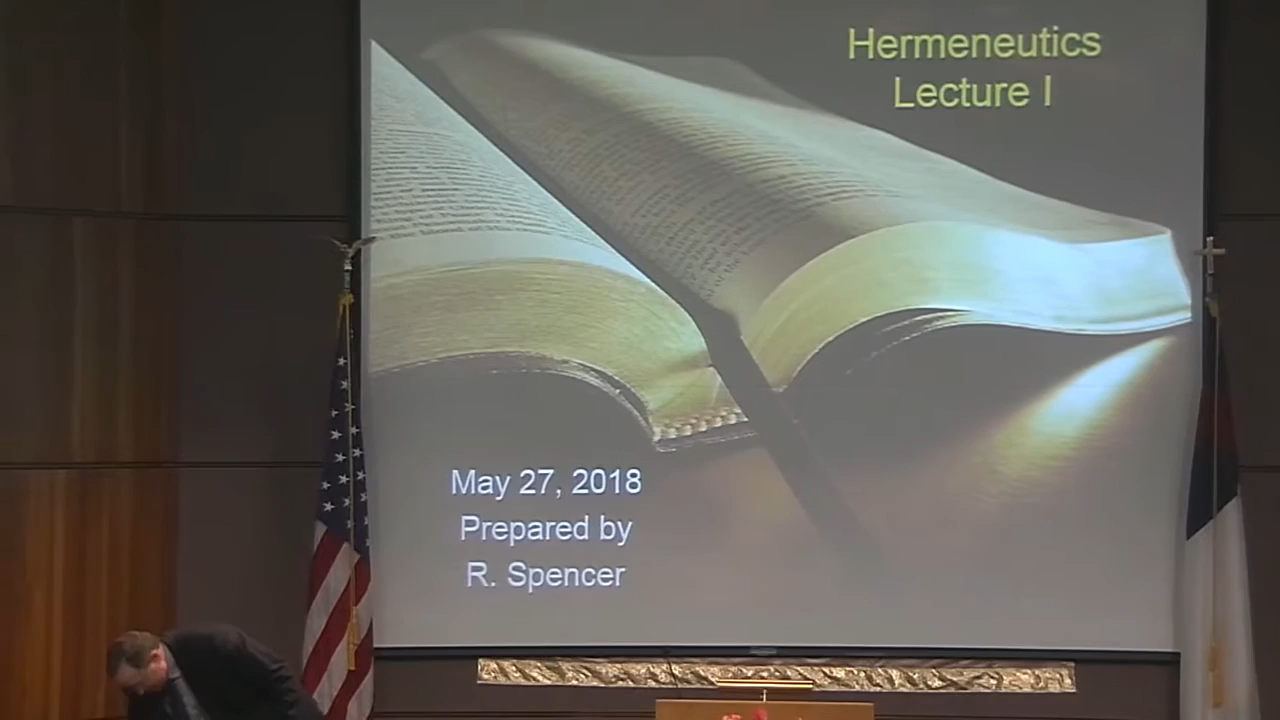 Hermeneutics
Lecture I
May 27, 2018
Prepared by
R. Spencer